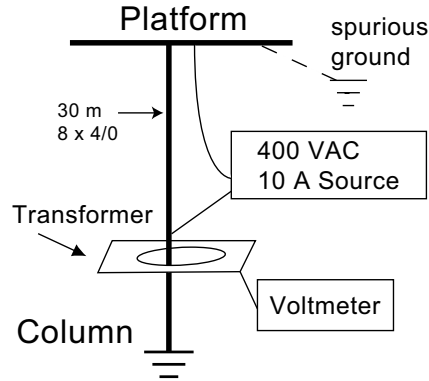 Platform
spurious
ground
30 m
8 x 4/0
400 VAC
10 A Source
Transformer
Voltmeter
Column